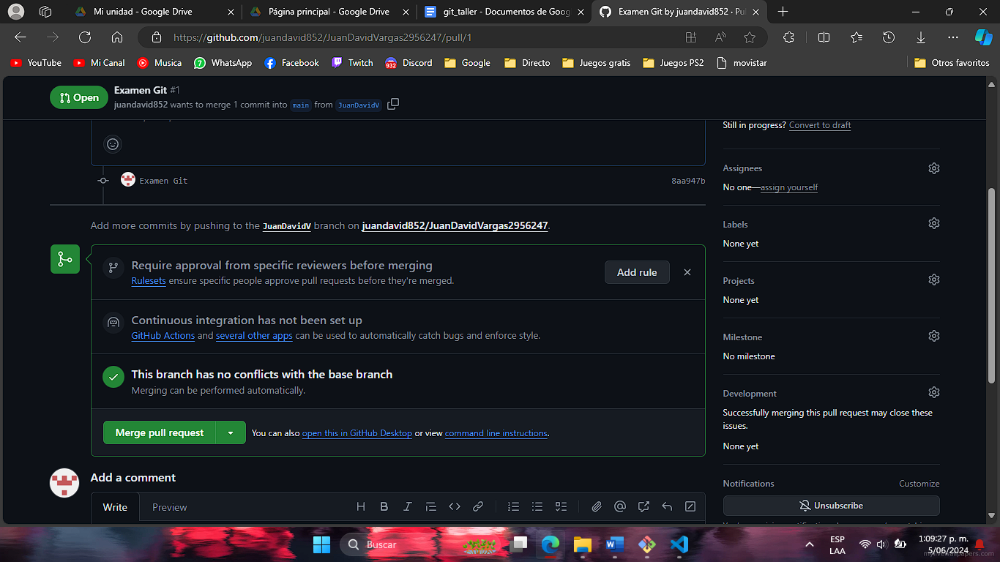 Mi unidad - Google Drive
Página principal - Google Drive
git_taller - Documentos de Goog
Examen Git by juandavid852 · Pu
https://github.com/juandavid852/JuanDavidVargas2956247/pull/1
YouTube
Mi Canal
Musica
WhatsApp
Facebook
Twitch
932
Discord
Google
Directo
Juegos gratis
Juegos PS2
movistar
Otros favoritos
Open
Examen Git #1
juandavid852 wants to merge 1 commit into main from JuanDavidV
Examen Git
8aa947b
Add more commits by pushing to the JuanDavidV branch on juandavid852/JuanDavidVargas2956247.
Require approval from specific reviewers before merging
Rulesets ensure specific people approve pull requests before they're merged.
Add rule
Continuous integration has not been set up
GitHub Actions and several other apps can be used to automatically catch bugs and enforce style.
This branch has no conflicts with the base branch
Merging can be performed automatically.
Merge pull request
You can also open this in GitHub Desktop or view command line instructions.
Add a comment
Write
Preview
Still in progress? Convert to draft
Assignees
No one—assign yourself
Labels
None yet
Projects
None yet
Milestone
No milestone
Development
Successfully merging this pull request may close these
issues.
None yet
Notifications
Customize
Unsubscribe
Buscar
ESP
LAA
1:09:27 p. m.
5/06/2024